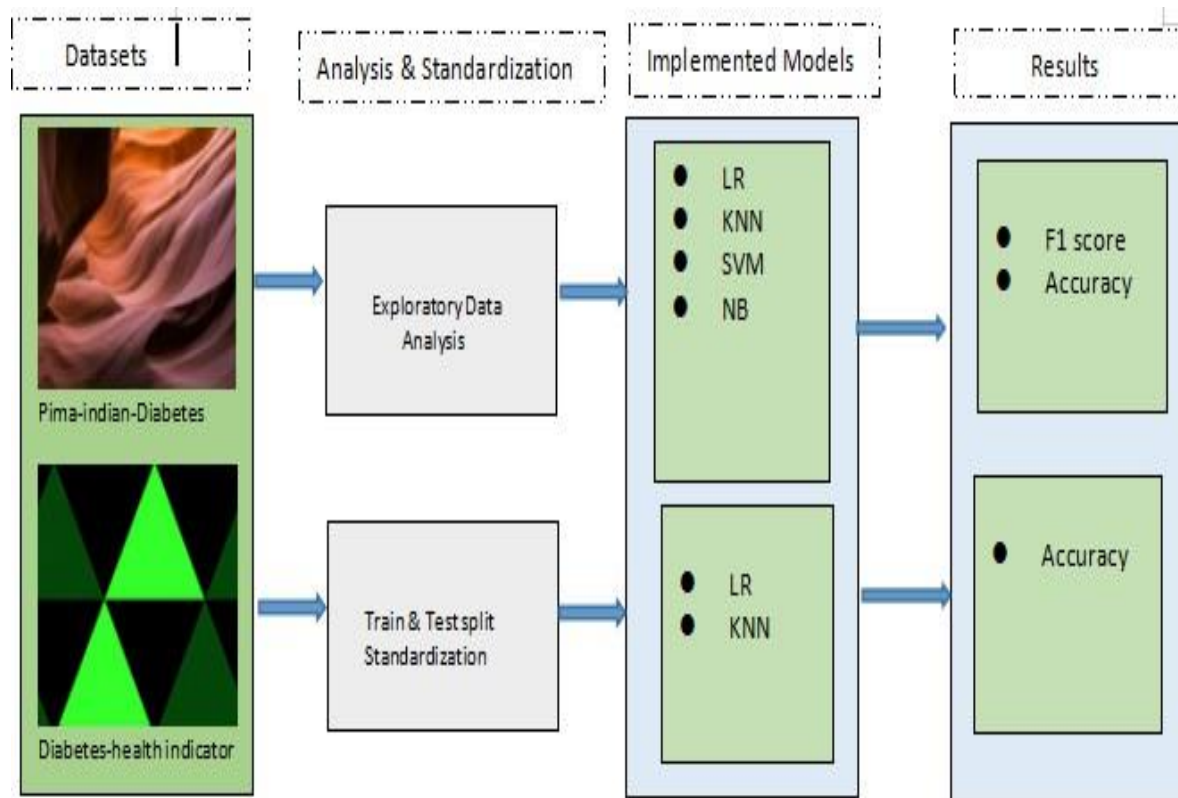 Datasets
Analysis & Standardization
Implemented Models
Results
Pima-indian-Diabetes
Diabetes-health indicator
Exploratory Data
Analysis
Train & Test split
Standardization
LR
KNN
SVM
NB
LR
KNN
F1 score
Accuracy
Accuracy